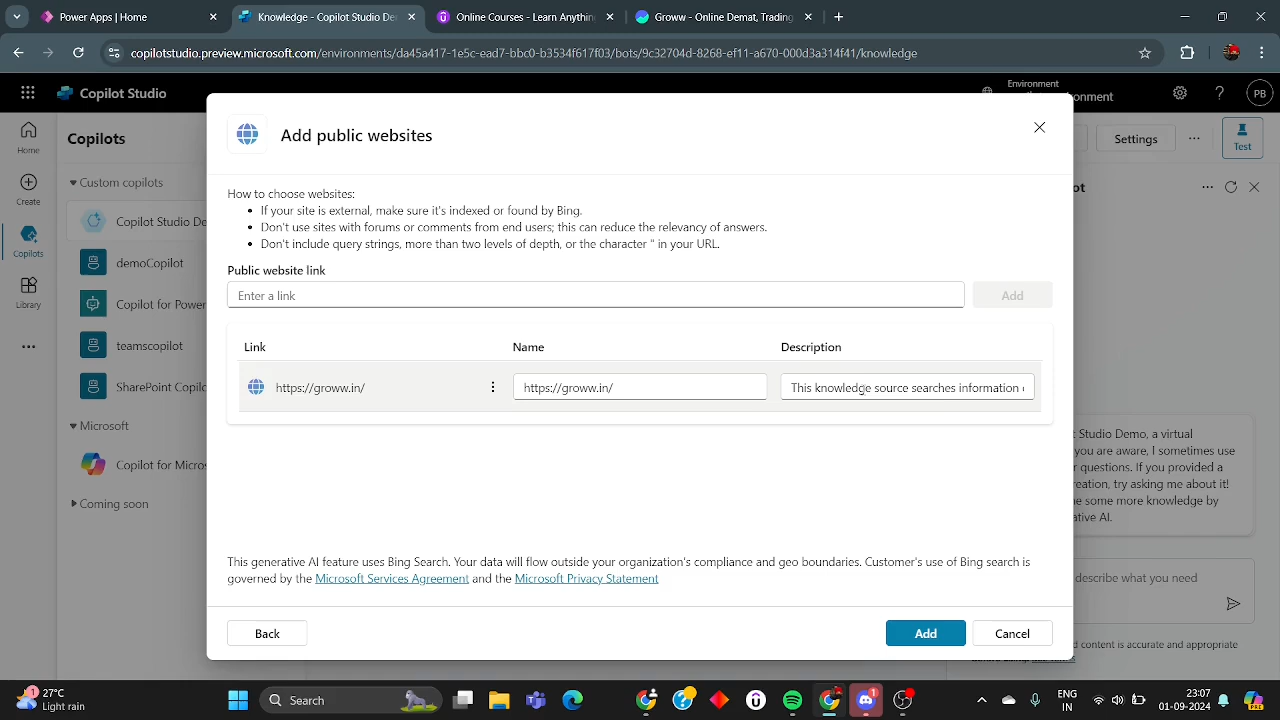 Power Apps | Home
Knowledge - Copilot Studio De
Online Courses - Learn Anythin
Groww - Online Demat, Trading
copilotstudio.preview.microsoft.com/environments/da45a417-1e5c-ead7-bbc0-b3534f617f03/bots/9c32704d-8268-ef11-a670-000d3a314f41/knowledge
Copilot Studio
Environment
onment
PB
Home
Create
Copilots
Library
Copilots
Custom copilots
Copilot Studio De
demoCopilot
Copilot for Power
teamscopilot
SharePoint Copilo
Microsoft
Copilot for Micros
Coming soon
Add public websites
How to choose websites:
• If your site is external, make sure it's indexed or found by Bing.
• Don't use sites with forums or comments from end users; this can reduce the relevancy of answers.
• Don't include query strings, more than two levels of depth, or the character " in your URL.
Public website link
Enter a link
Add
Link Name Description
https://groww.in/ https://groww.in/ This knowledge source searches information
This generative AI feature uses Bing Search. Your data will flow outside your organization's compliance and geo boundaries. Customer's use of Bing search is
governed by the Microsoft Services Agreement and the Microsoft Privacy Statement
Back
Add
Cancel
Settings
Test
ot
t Studio Demo, a virtual
you are aware, I sometimes use
r questions. If you provided a
eration, try asking me about it!
e some more knowledge by
ative AI.
describe what you need
d content is accurate and appropriate
27°C
Light rain
1
Search
1
ENG
IN
23:07
01-09-2024